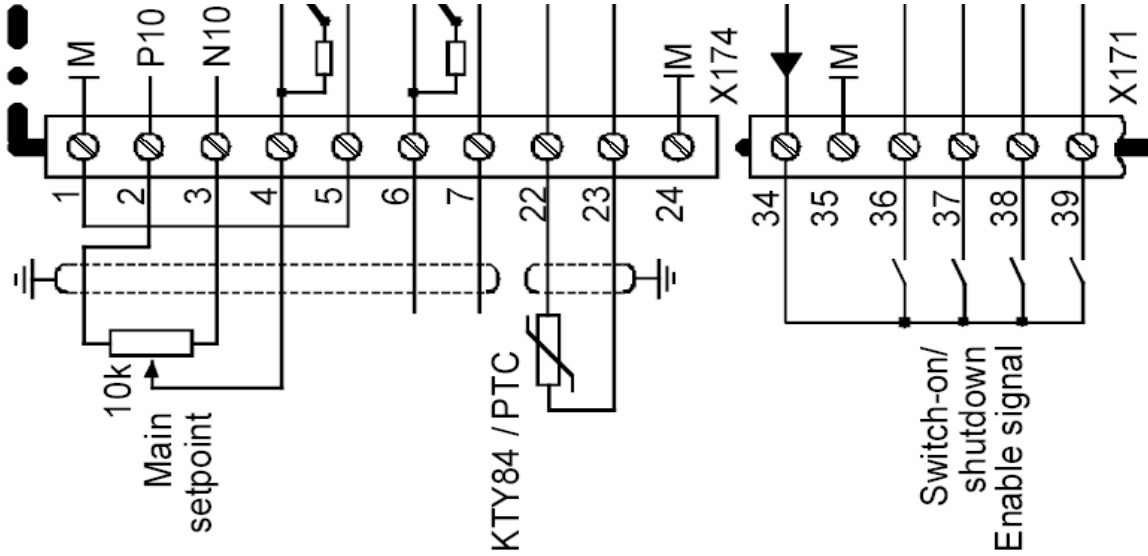 M
P10
N10
M
X174
M
X171
1
2
3
4
5
6
7
22
23
24
34
35
36
37
38
39
10k
Main
setpoint
KTY84 / PTC
Switch-on/
shutdown
Enable signal